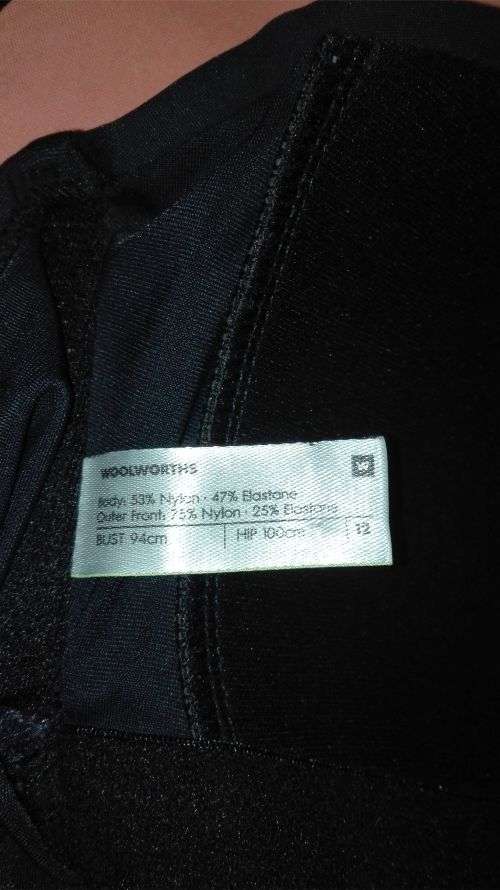 WOOLWORTHS
W
Body: 53% Nylon · 47% Elastane
Outer Front: 75% Nylon · 25% Elastane
BUST 94cm HIP 100cm 12